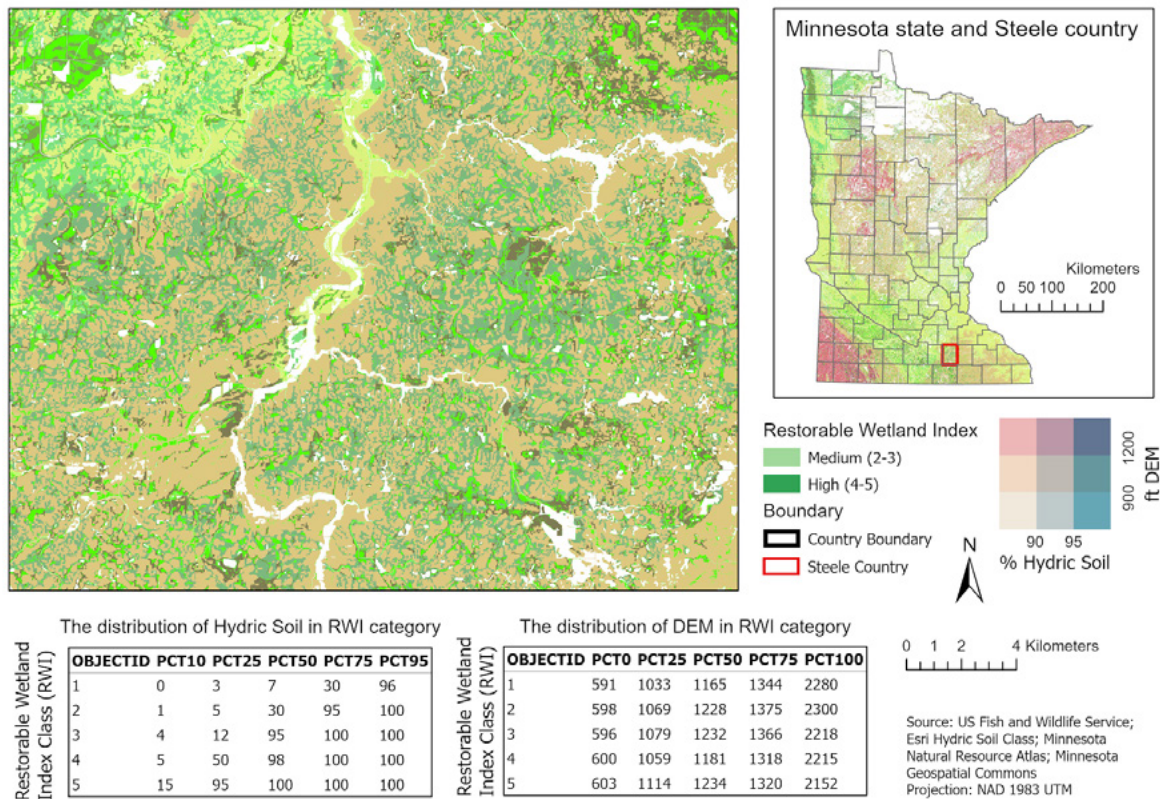 Minnesota state and Steele country
Kilometers
0 50 100 200
Restorable Wetland Index
Medium (2-3)
High (4-5)
Boundary
Country Boundary
Steele Country
1200
900
ft DEM
90 95
% Hydric Soil
N
0 1 2 4 Kilometers
The distribution of Hydric Soil in RWI category
Restorable Wetland
Index Class (RWI)
OBJECTID PCT10 PCT25 PCT50 PCT75 PCT95
1 0 3 7 30 96
2 1 5 30 95 100
3 4 12 95 100 100
4 5 50 98 100 100
5 15 95 100 100 100
The distribution of DEM in RWI category
Restorable Wetland
Index Class (RWI)
OBJECTID PCT0 PCT25 PCT50 PCT75 PCT100
1 591 1033 1165 1344 2280
2 598 1069 1228 1375 2300
3 596 1079 1232 1366 2218
4 600 1059 1181 1318 2215
5 603 1114 1234 1320 2152
Source: US Fish and Wildlife Service;
Esri Hydric Soil Class; Minnesota
Natural Resource Atlas; Minnesota
Geospatial Commons
Projection: NAD 1983 UTM